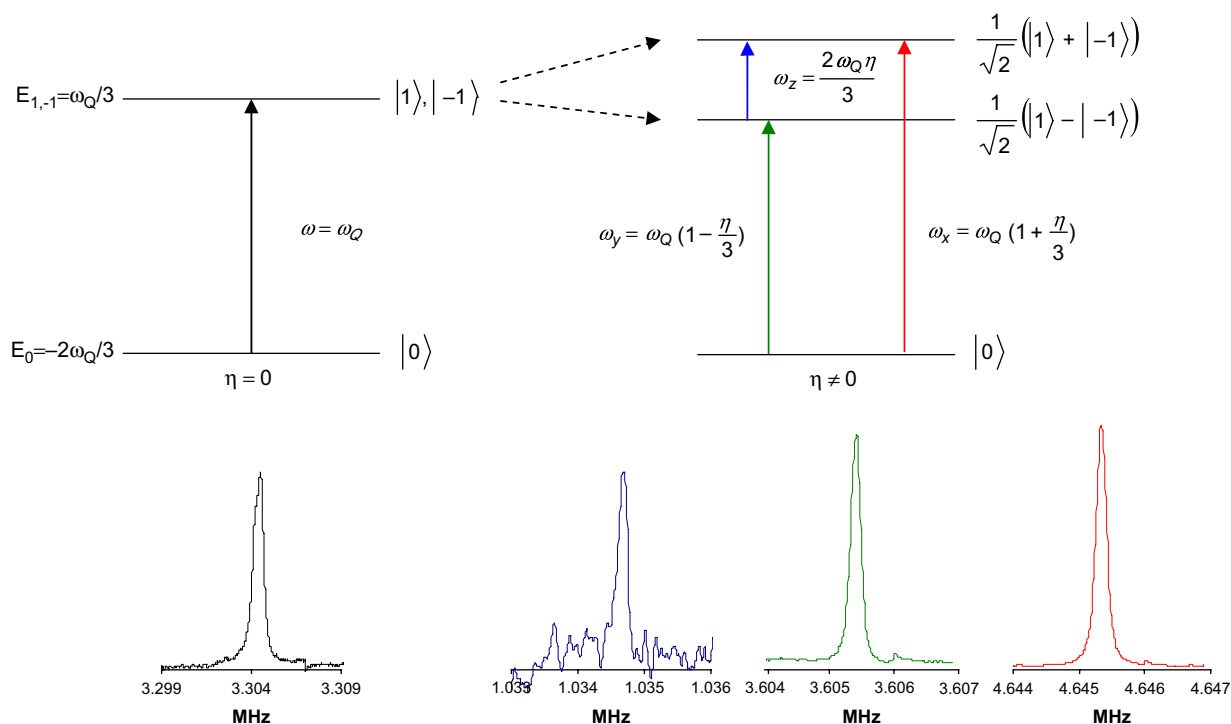 E1,-1=ωQ/3
|1⟩,|−1⟩
ω = ωQ
E0=−2ωQ/3
|0⟩
η = 0
1/√2 (|1⟩ + |−1⟩)
ωz = 2ωQ η/3
1/√2 (|1⟩ − |−1⟩)
ωy = ωQ (1 − η/3)
ωx = ωQ (1 + η/3)
|0⟩
η ≠ 0
3.299 3.304 3.309
MHz
1.033 1.034 1.035 1.036
MHz
3.604 3.605 3.606 3.607
MHz
4.644 4.645 4.646 4.647
MHz